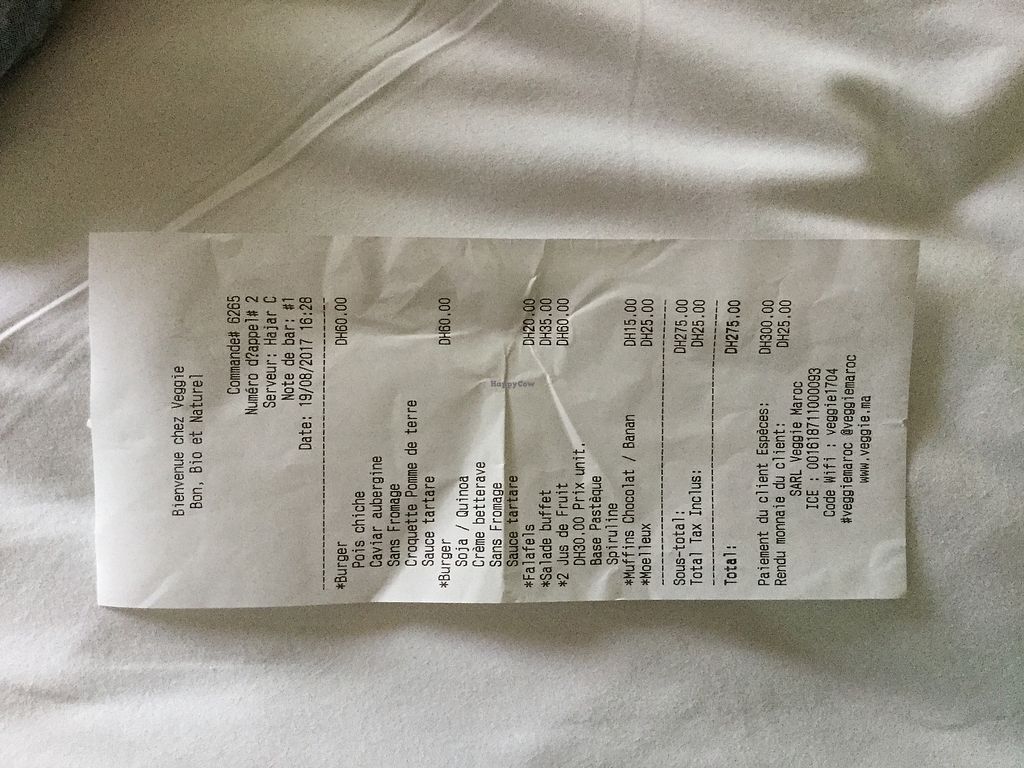 Bienvenue chez Veggie
Bon, Bio et Naturel
Commande# 6265
Numéro d?appel# 2
Serveur: Hajar C
Note de bar: #1
Date: 19/08/2017 16:28
*Burger DH60.00
Pois chiche
Caviar aubergine
Sans Fromage
Croquette Pomme de terre
Sauce tartare
*Burger DH60.00
Soja / Quinoa
Crème betterave
Sans Fromage
Sauce tartare
*Falafels DH20.00
*Salade buffet DH35.00
*2 Jus de Fruit DH60.00
DH30.00 Prix unit.
Base Pastèque
Spiruline
*Muffins Chocolat / Banan DH15.00
*Moelleux DH25.00
Sous-total: DH275.00
Total Tax Inclus: DH25.00
Total: DH275.00
Paiement du client Espèces: DH300.00
Rendu monnaie du client: DH25.00
SARL Veggie Maroc
ICE : 001618711000093
Code Wifi : veggie1704
#veggiemaroc @veggiemaroc
www.veggie.ma
HappyCow